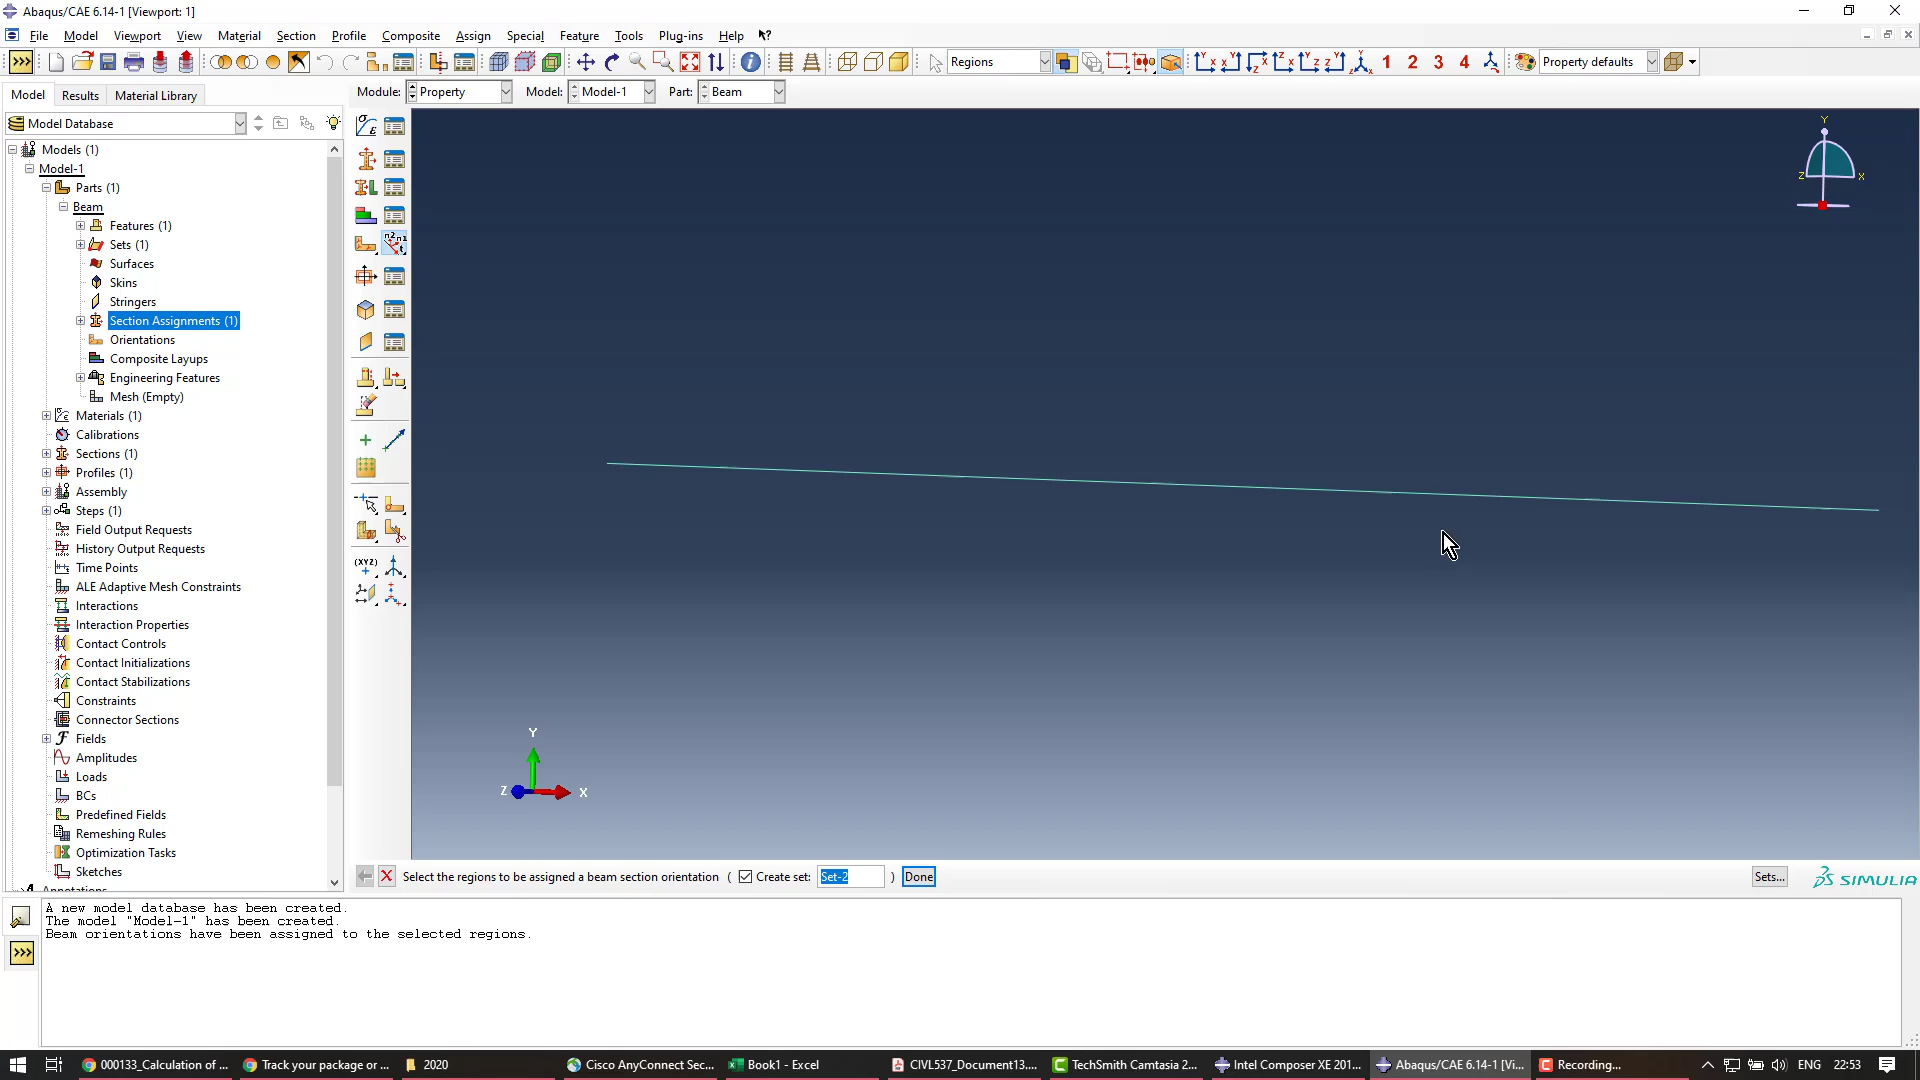 Abaqus/CAE 6.14-1 [Viewport: 1]
File Model Viewport View Material Section Profile Composite Assign Special Feature Tools Plug-ins Help
Regions 1 2 3 4 Property defaults
Model Results Material Library Module: Property Model: Model-1 Part: Beam
Model Database
Models (1)
Model-1
Parts (1)
Beam
Features (1)
Sets (1)
Surfaces
Skins
Stringers
Section Assignments (1)
Orientations
Composite Layups
Engineering Features
Mesh (Empty)
Materials (1)
Calibrations
Sections (1)
Profiles (1)
Assembly
Steps (1)
Field Output Requests
History Output Requests
Time Points
ALE Adaptive Mesh Constraints
Interactions
Interaction Properties
Contact Controls
Contact Initializations
Contact Stabilizations
Constraints
Connector Sections
Fields
Amplitudes
Loads
BCs
Predefined Fields
Remeshing Rules
Optimization Tasks
Sketches
Y
Z X
Y
Z X
Select the regions to be assigned a beam section orientation ( Create set: Set-2 ) Done Sets... SIMULIA
A new model database has been created.
The model "Model-1" has been created.
Beam orientations have been assigned to the selected regions.
000133_Calculation of ... Track your package or ... 2020 Cisco AnyConnect Sec... Book1 - Excel CIVL537_Document13.... TechSmith Camtasia 2... Intel Composer XE 201... Abaqus/CAE 6.14-1 [Vi... Recording... ENG 22:53